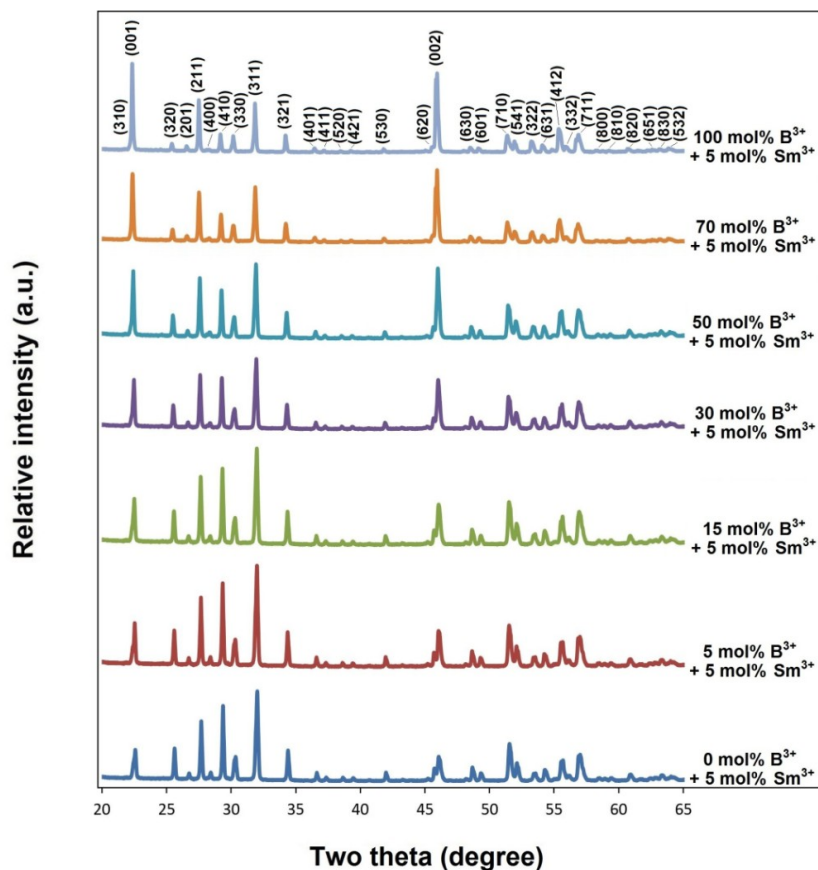 (001)
(002)
(211)
(311)
(412)
(310)
(320)
(201)
(400)
(410)
(330)
(321)
(401)
(411)
(520)
(421)
(530)
(620)
(630)
(601)
(710)
(541)
(322)
(631)
(332)
(711)
(800)
(810)
(820)
(651)
(830)
(532)
100 mol% B³⁺
+ 5 mol% Sm³⁺
70 mol% B³⁺
+ 5 mol% Sm³⁺
50 mol% B³⁺
+ 5 mol% Sm³⁺
30 mol% B³⁺
+ 5 mol% Sm³⁺
15 mol% B³⁺
+ 5 mol% Sm³⁺
5 mol% B³⁺
+ 5 mol% Sm³⁺
0 mol% B³⁺
+ 5 mol% Sm³⁺
Relative intensity (a.u.)
20 25 30 35 40 45 50 55 60 65
Two theta (degree)